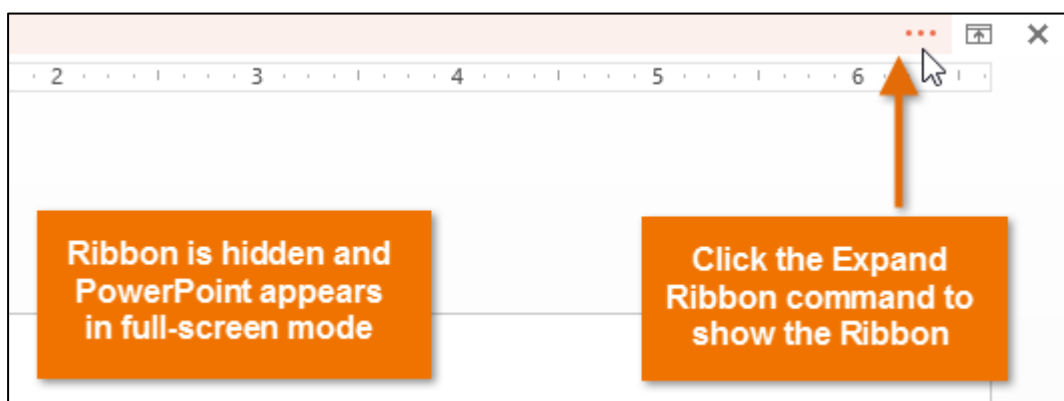 2 3 4 5 6
Ribbon is hidden and
PowerPoint appears
in full-screen mode
Click the Expand
Ribbon command to
show the Ribbon